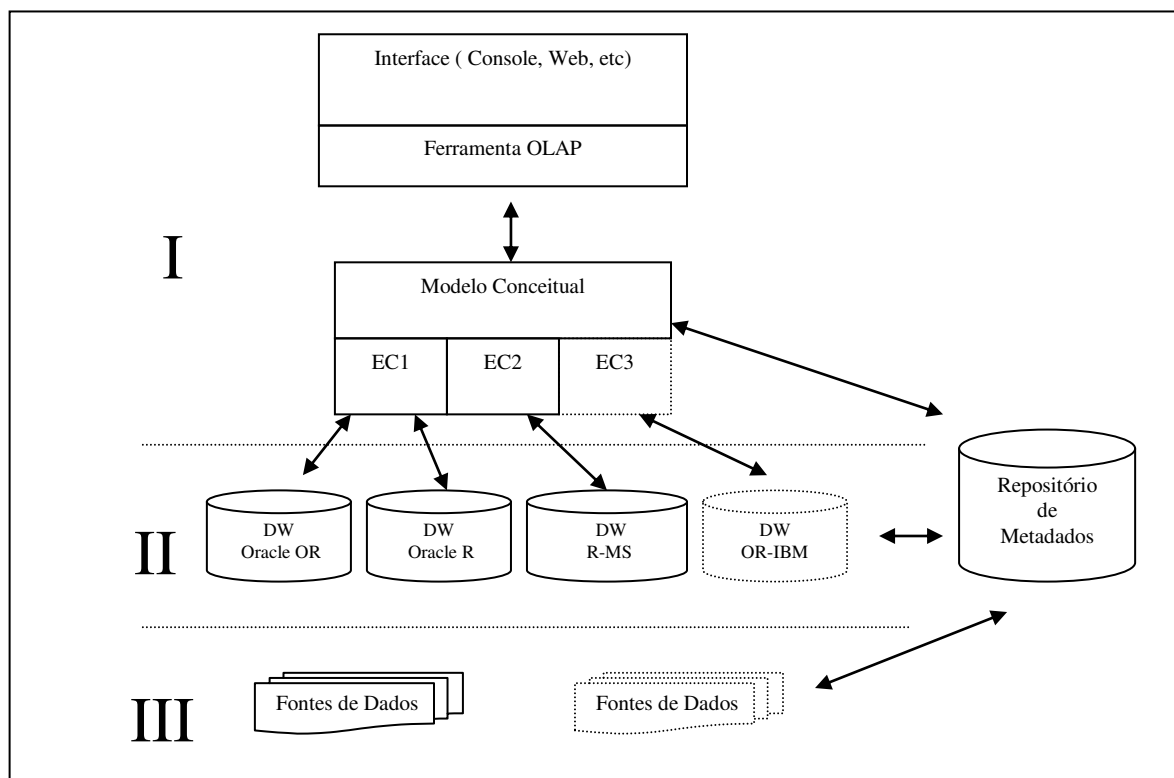 Interface ( Console, Web, etc)
Ferramenta OLAP
I
Modelo Conceitual
EC1
EC2
EC3
II
DW
Oracle OR
DW
Oracle R
DW
R-MS
DW
OR-IBM
Repositório
de
Metadados
III
Fontes de Dados
Fontes de Dados